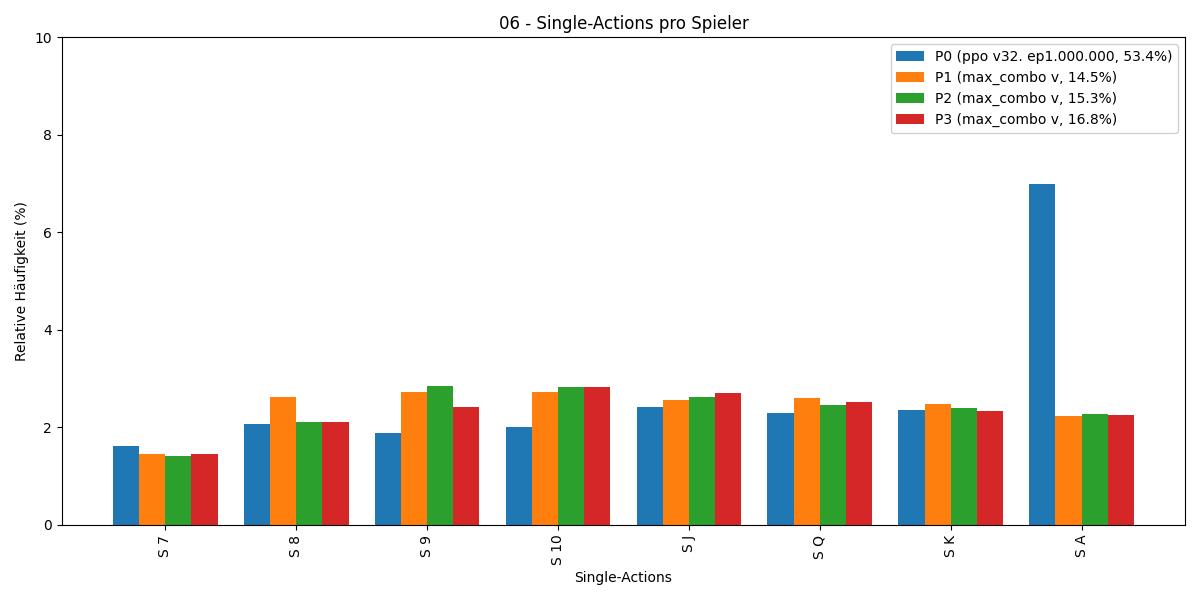 06 - Single-Actions pro Spieler
P0 (ppo v32. ep1.000.000, 53.4%)
P1 (max_combo v, 14.5%)
P2 (max_combo v, 15.3%)
P3 (max_combo v, 16.8%)
Relative Häufigkeit (%)
10
8
6
4
2
0
S 7
S 8
S 9
S 10
S J
S Q
S K
S A
Single-Actions